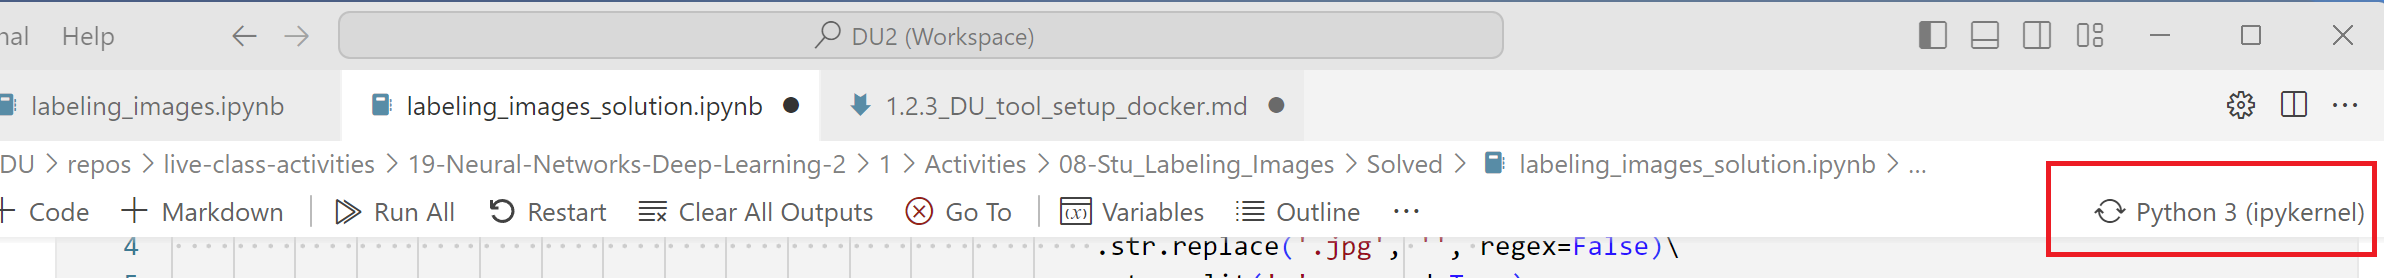 nal Help DU2 (Workspace)
labeling_images.ipynb labeling_images_solution.ipynb 1.2.3_DU_tool_setup_docker.md
DU > repos > live-class-activities > 19-Neural-Networks-Deep-Learning-2 > 1 > Activities > 08-Stu_Labeling_Images > Solved > labeling_images_solution.ipynb > ...
+ Code + Markdown Run All Restart Clear All Outputs Go To Variables Outline ... Python 3 (ipykernel)
4 .str.replace('.jpg', '', regex=False)\